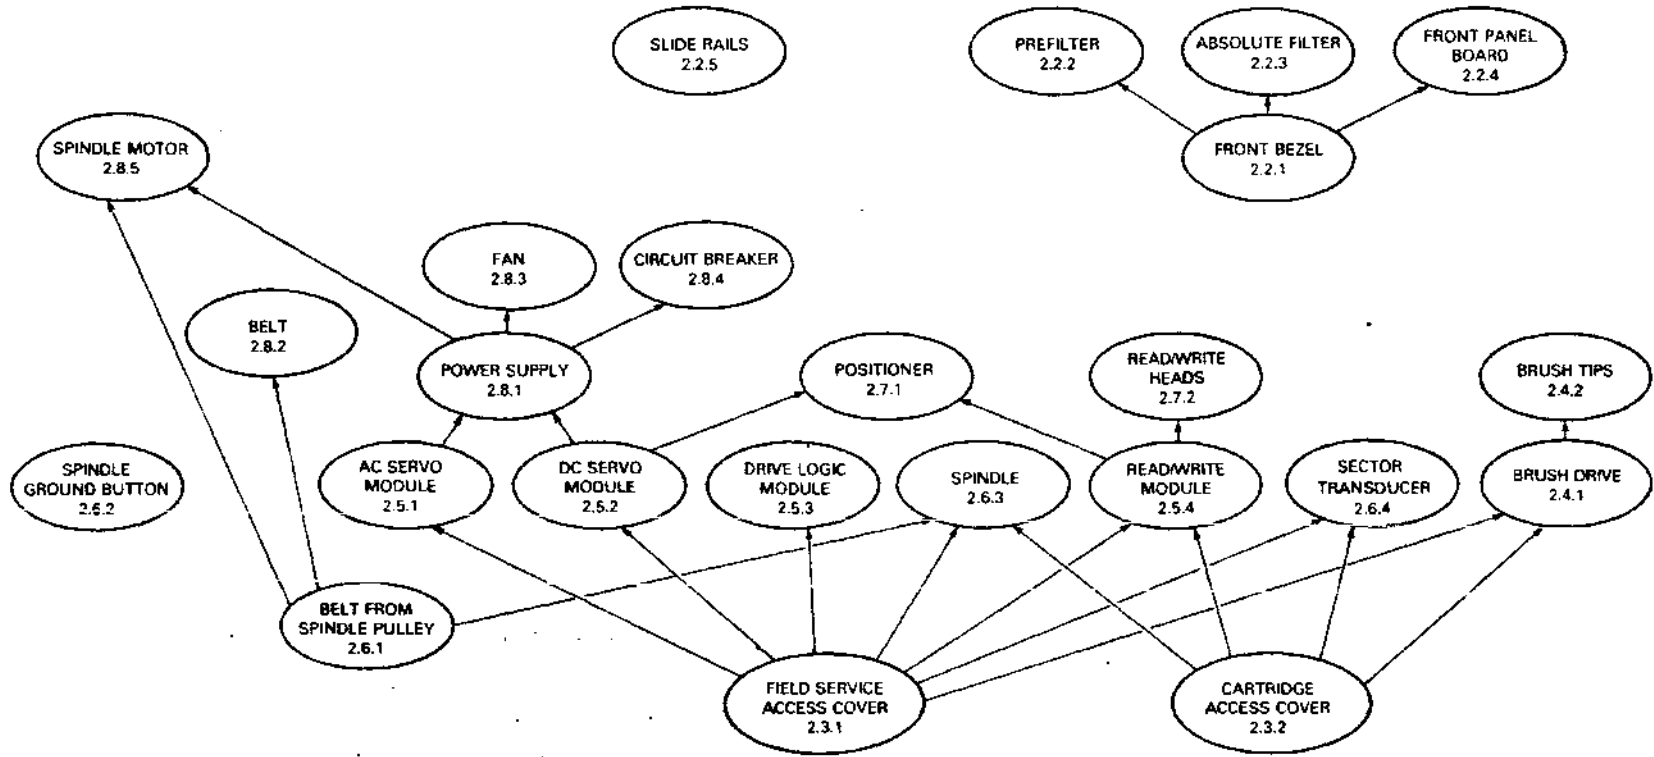 SLIDE RAILS
2.2.5
PREFILTER
2.2.2
ABSOLUTE FILTER
2.2.3
FRONT PANEL
BOARD
2.2.4
SPINDLE MOTOR
2.8.5
FRONT BEZEL
2.2.1
FAN
2.8.3
CIRCUIT BREAKER
2.8.4
BELT
2.8.2
POWER SUPPLY
2.8.1
POSITIONER
2.7.1
READ/WRITE
HEADS
2.7.2
BRUSH TIPS
2.4.2
SPINDLE
GROUND BUTTON
2.6.2
AC SERVO
MODULE
2.5.1
DC SERVO
MODULE
2.5.2
DRIVE LOGIC
MODULE
2.5.3
SPINDLE
2.6.3
READ/WRITE
MODULE
2.5.4
SECTOR
TRANSDUCER
2.6.4
BRUSH DRIVE
2.4.1
BELT FROM
SPINDLE PULLEY
2.6.1
FIELD SERVICE
ACCESS COVER
2.3.1
CARTRIDGE
ACCESS COVER
2.3.2